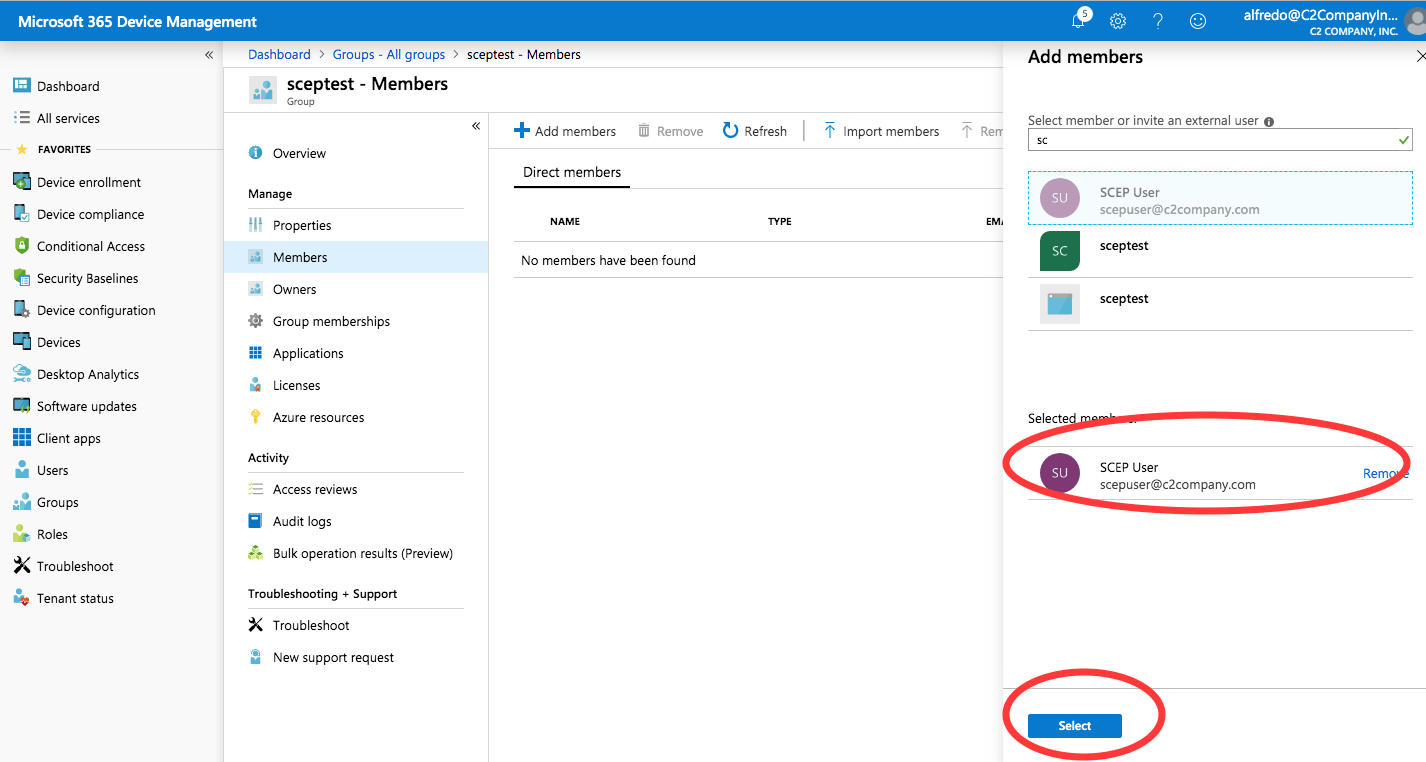 Microsoft 365 Device Management
5
alfredo@C2CompanyIn...
C2 COMPANY, INC.
Dashboard
All services
FAVORITES
Device enrollment
Device compliance
Conditional Access
Security Baselines
Device configuration
Devices
Desktop Analytics
Software updates
Client apps
Users
Groups
Roles
Troubleshoot
Tenant status
Dashboard > Groups - All groups > sceptest - Members
sceptest - Members
Group
Overview
Manage
Properties
Members
Owners
Group memberships
Applications
Licenses
Azure resources
Activity
Access reviews
Audit logs
Bulk operation results (Preview)
Troubleshooting + Support
Troubleshoot
New support request
Add members Remove Refresh Import members Rem
Direct members
NAME TYPE EMA
No members have been found
Add members
Select member or invite an external user
sc
SU
SCEP User
scepuser@c2company.com
SC
sceptest
sceptest
Selected members:
SU
SCEP User
scepuser@c2company.com
Remove
Select